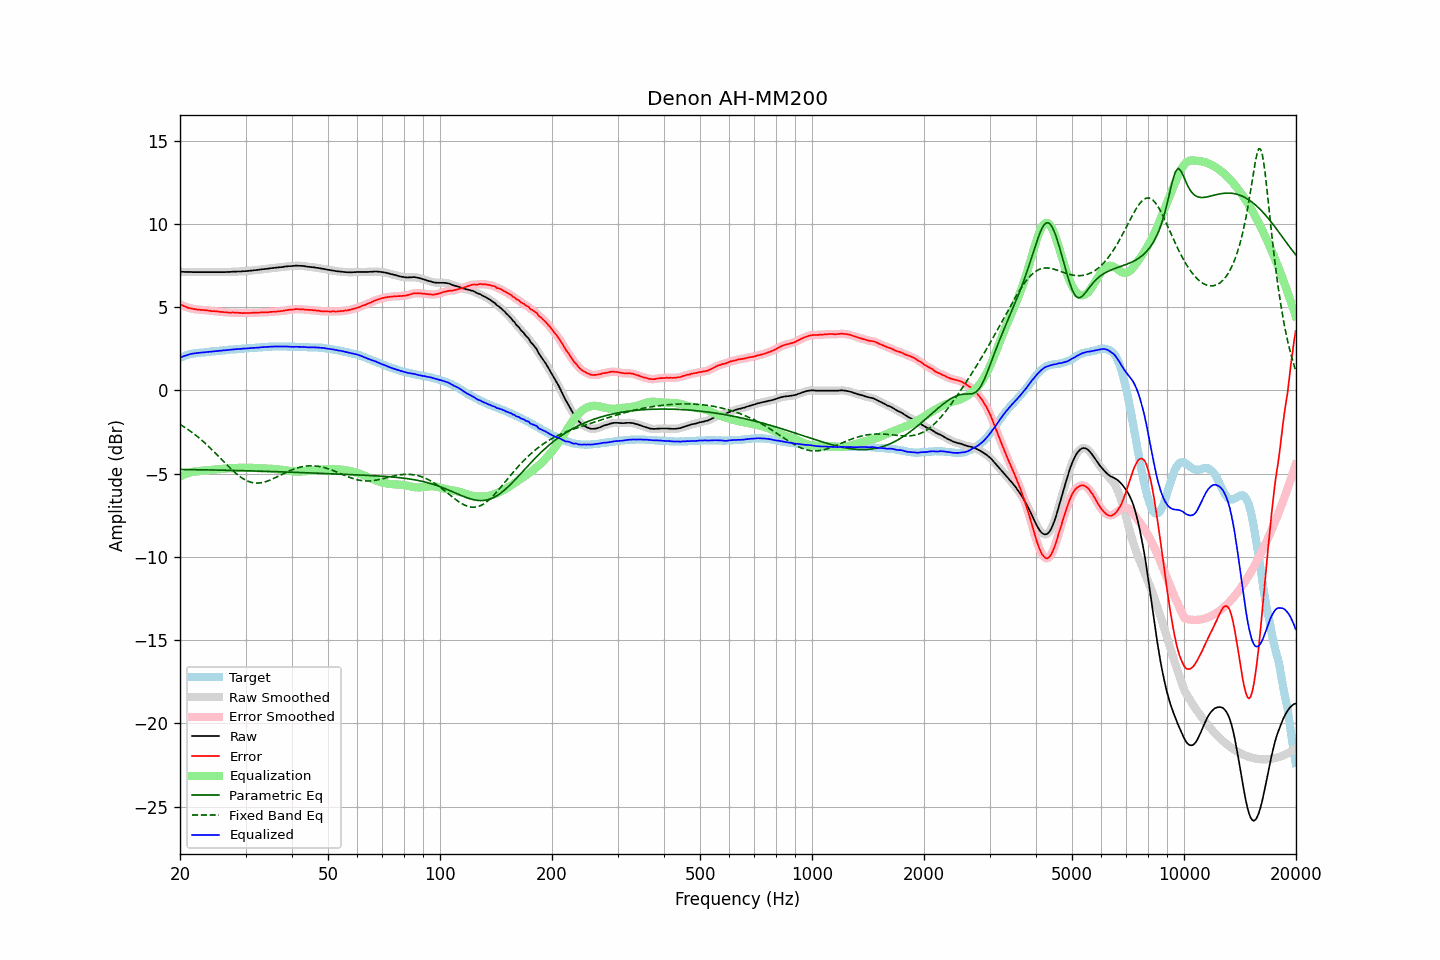 Denon AH-MM200
15
10
5
0
−5
−10
−15
−20
−25
Amplitude (dBr)
Target
Raw Smoothed
Error Smoothed
Raw
Error
Equalization
Parametric Eq
Fixed Band Eq
Equalized
20 50 100 200 500 1000 2000 5000 10000 20000
Frequency (Hz)